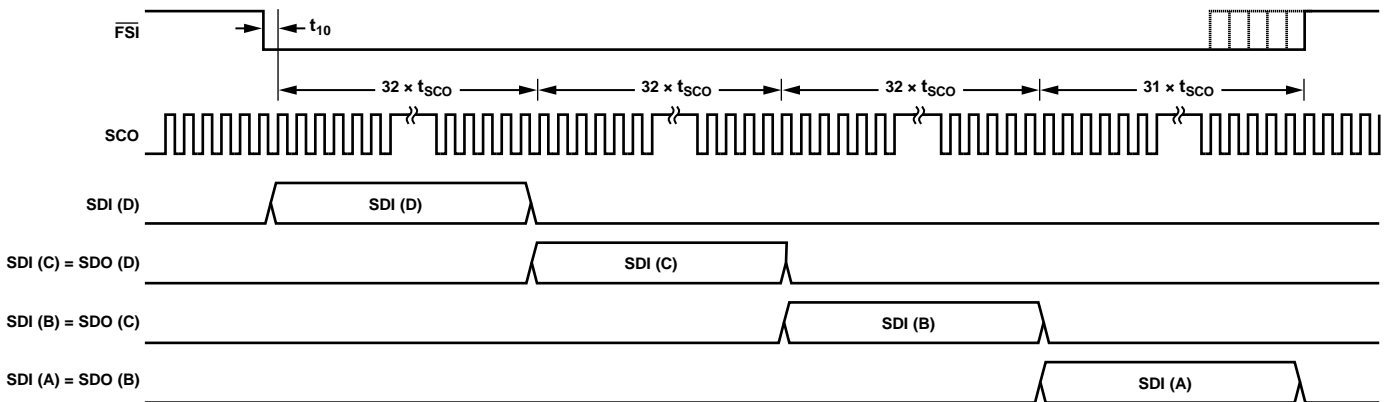 FSI
t10
32 × tSCO
32 × tSCO
32 × tSCO
31 × tSCO
SCO
SDI (D)
SDI (D)
SDI (C) = SDO (D)
SDI (C)
SDI (B) = SDO (C)
SDI (B)
SDI (A) = SDO (B)
SDI (A)